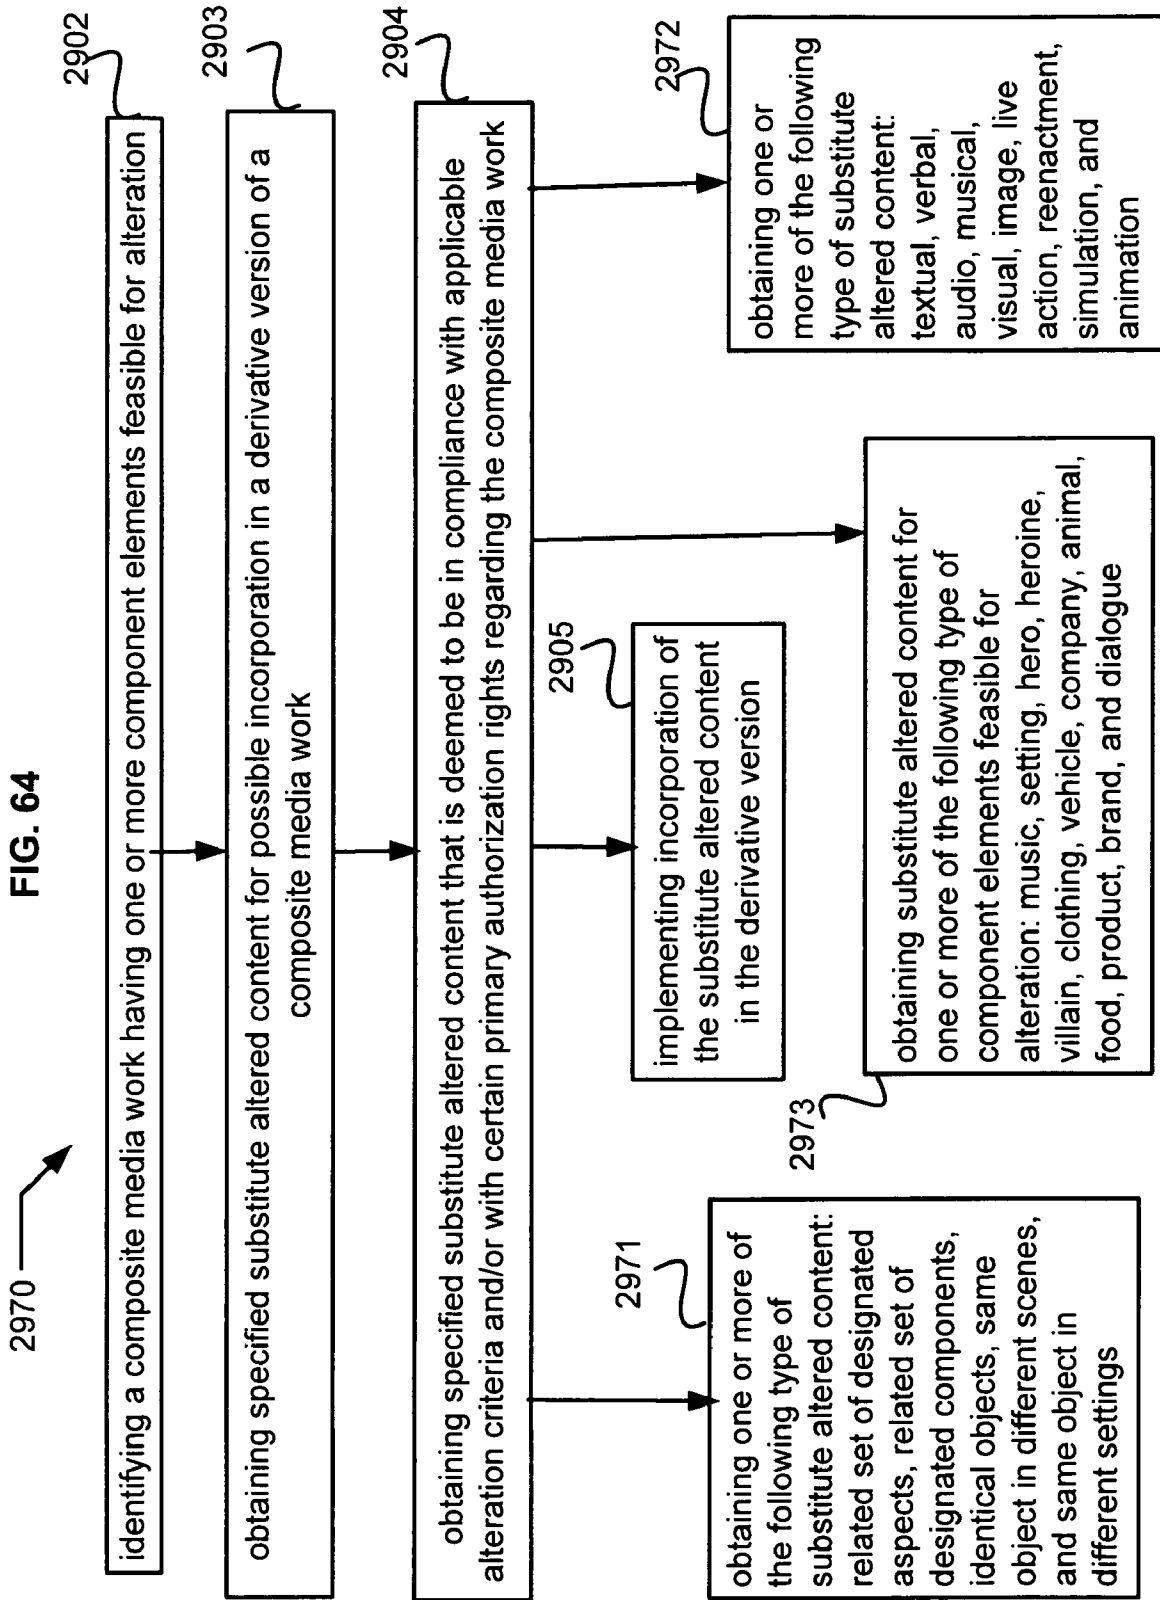 FIG. 64
2970
2902
identifying a composite media work having one or more component elements feasible for alteration
2903
obtaining specified substitute altered content for possible incorporation in a derivative version of a
composite media work
2904
obtaining specified substitute altered content that is deemed to be in compliance with applicable
alteration criteria and/or with certain primary authorization rights regarding the composite media work
2905
implementing incorporation of
the substitute altered content
in the derivative version
2971
obtaining one or more of
the following type of
substitute altered content:
related set of designated
aspects, related set of
designated components,
identical objects, same
object in different scenes,
and same object in
different settings
2973
obtaining substitute altered content for
one or more of the following type of
component elements feasible for
alteration: music, setting, hero, heroine,
villain, clothing, vehicle, company, animal,
food, product, brand, and dialogue
2972
obtaining one or
more of the following
type of substitute
altered content:
textual, verbal,
audio, musical,
visual, image, live
action, reenactment,
simulation, and
animation